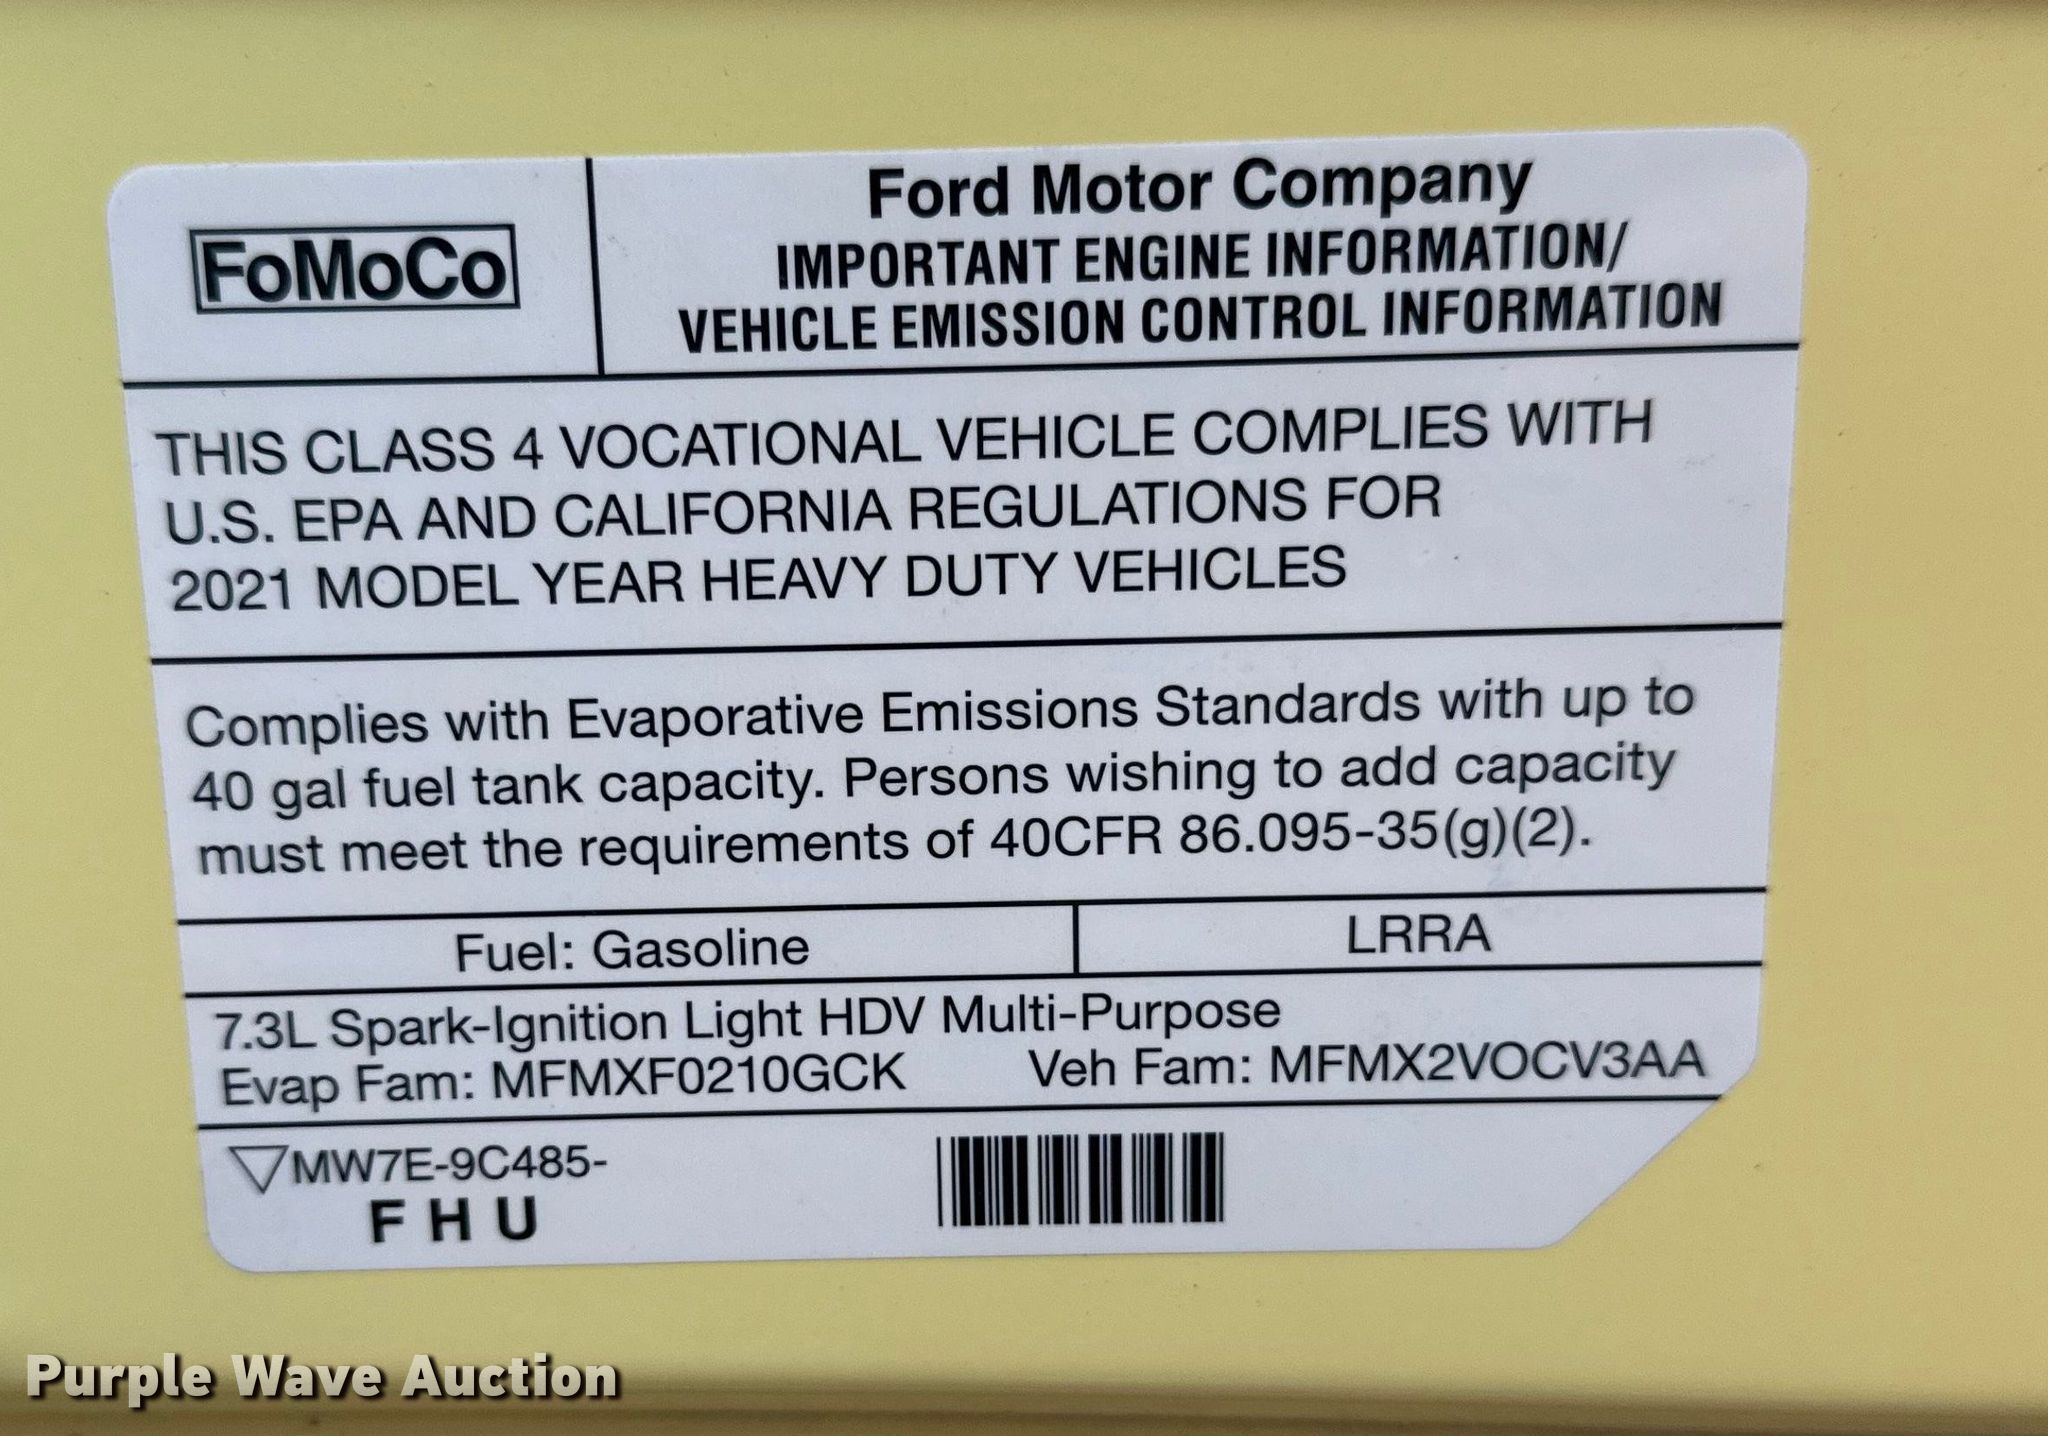 FoMoCo
Ford Motor Company
IMPORTANT ENGINE INFORMATION/
VEHICLE EMISSION CONTROL INFORMATION
THIS CLASS 4 VOCATIONAL VEHICLE COMPLIES WITH
U.S. EPA AND CALIFORNIA REGULATIONS FOR
2021 MODEL YEAR HEAVY DUTY VEHICLES
Complies with Evaporative Emissions Standards with up to
40 gal fuel tank capacity. Persons wishing to add capacity
must meet the requirements of 40CFR 86.095-35(g)(2).
Fuel: Gasoline
LRRA
7.3L Spark-Ignition Light HDV Multi-Purpose
Evap Fam: MFMXF0210GCK Veh Fam: MFMX2VOCV3AA
MW7E-9C485-
F H U
Purple Wave Auction